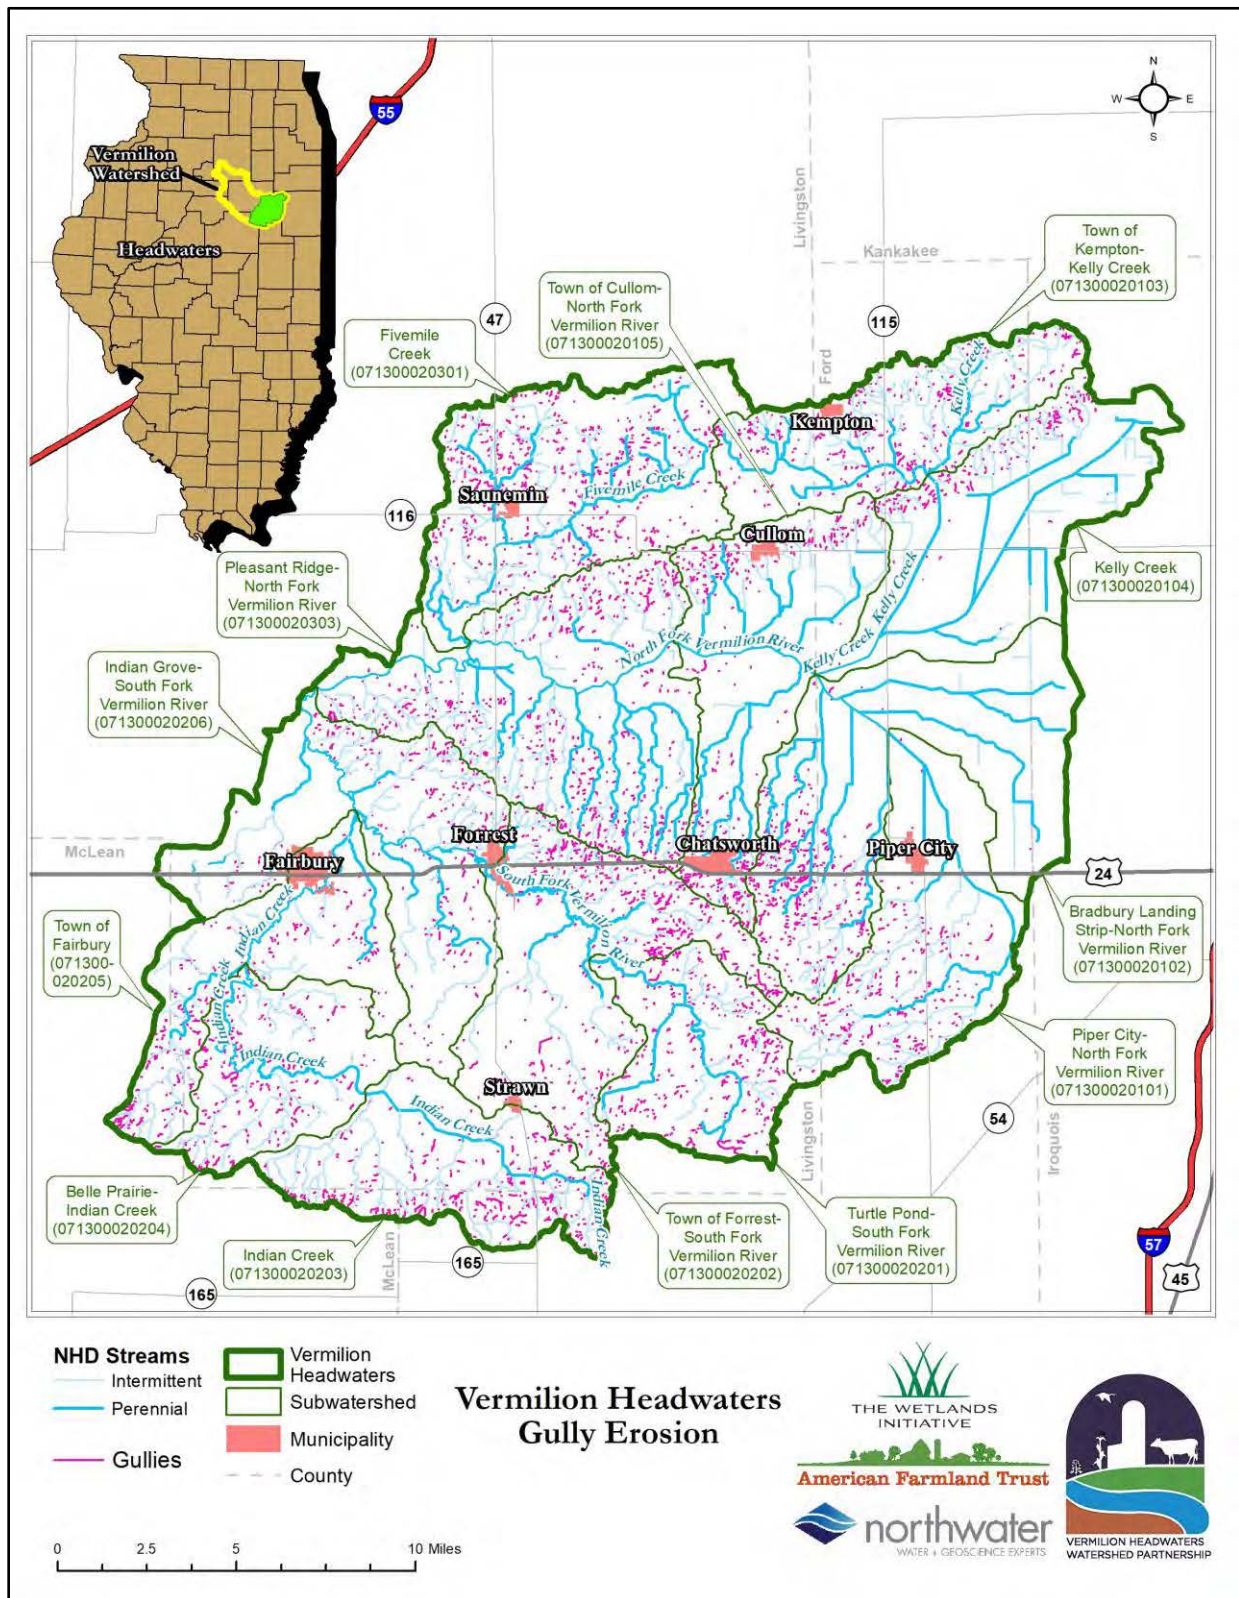 55
N
W E
S
Vermilion
Watershed
Headwaters
Livingston
Kankakee
Town of
Kempton-
Kelly Creek
(071300020103)
Town of Cullom-
North Fork
Vermilion River
(071300020105)
47
115
Fivemile
Creek
(071300020301)
Ford
Kelly Creek
Kempton
Saunemin
Fivemile Creek
116
Cullom
Pleasant Ridge-
North Fork
Vermilion River
(071300020303)
Kelly Creek
(071300020104)
Kelly Creek
North Fork Vermilion River
Kelly Creek
Indian Grove-
South Fork
Vermilion River
(071300020206)
McLean
Forrest
Chatsworth
Piper City
Fairbury
24
South Fork Vermilion
River
Indian Creek
Town of
Fairbury
(071300-
020205)
Bradbury Landing
Strip-North Fork
Vermilion River
(071300020102)
Indian Creek
Indian Creek
Indian Creek
Piper City-
North Fork
Vermilion River
(071300020101)
Strawn
Indian Creek
54
Livingston
Iroquois
Belle Prairie-
Indian Creek
(071300020204)
Indian Creek
Town of Forrest-
South Fork
Vermilion River
(071300020202)
Turtle Pond-
South Fork
Vermilion River
(071300020201)
Indian Creek
(071300020203)
McLean
165
165
57
45
NHD Streams
Intermittent
Perennial
Gullies
Vermilion
Headwaters
Subwatershed
Municipality
County
Vermilion Headwaters
Gully Erosion
THE WETLANDS
INITIATIVE
American Farmland Trust
northwater
WATER + GEOSCIENCE EXPERTS
VERMILION HEADWATERS
WATERSHED PARTNERSHIP
0 2.5 5 10 Miles